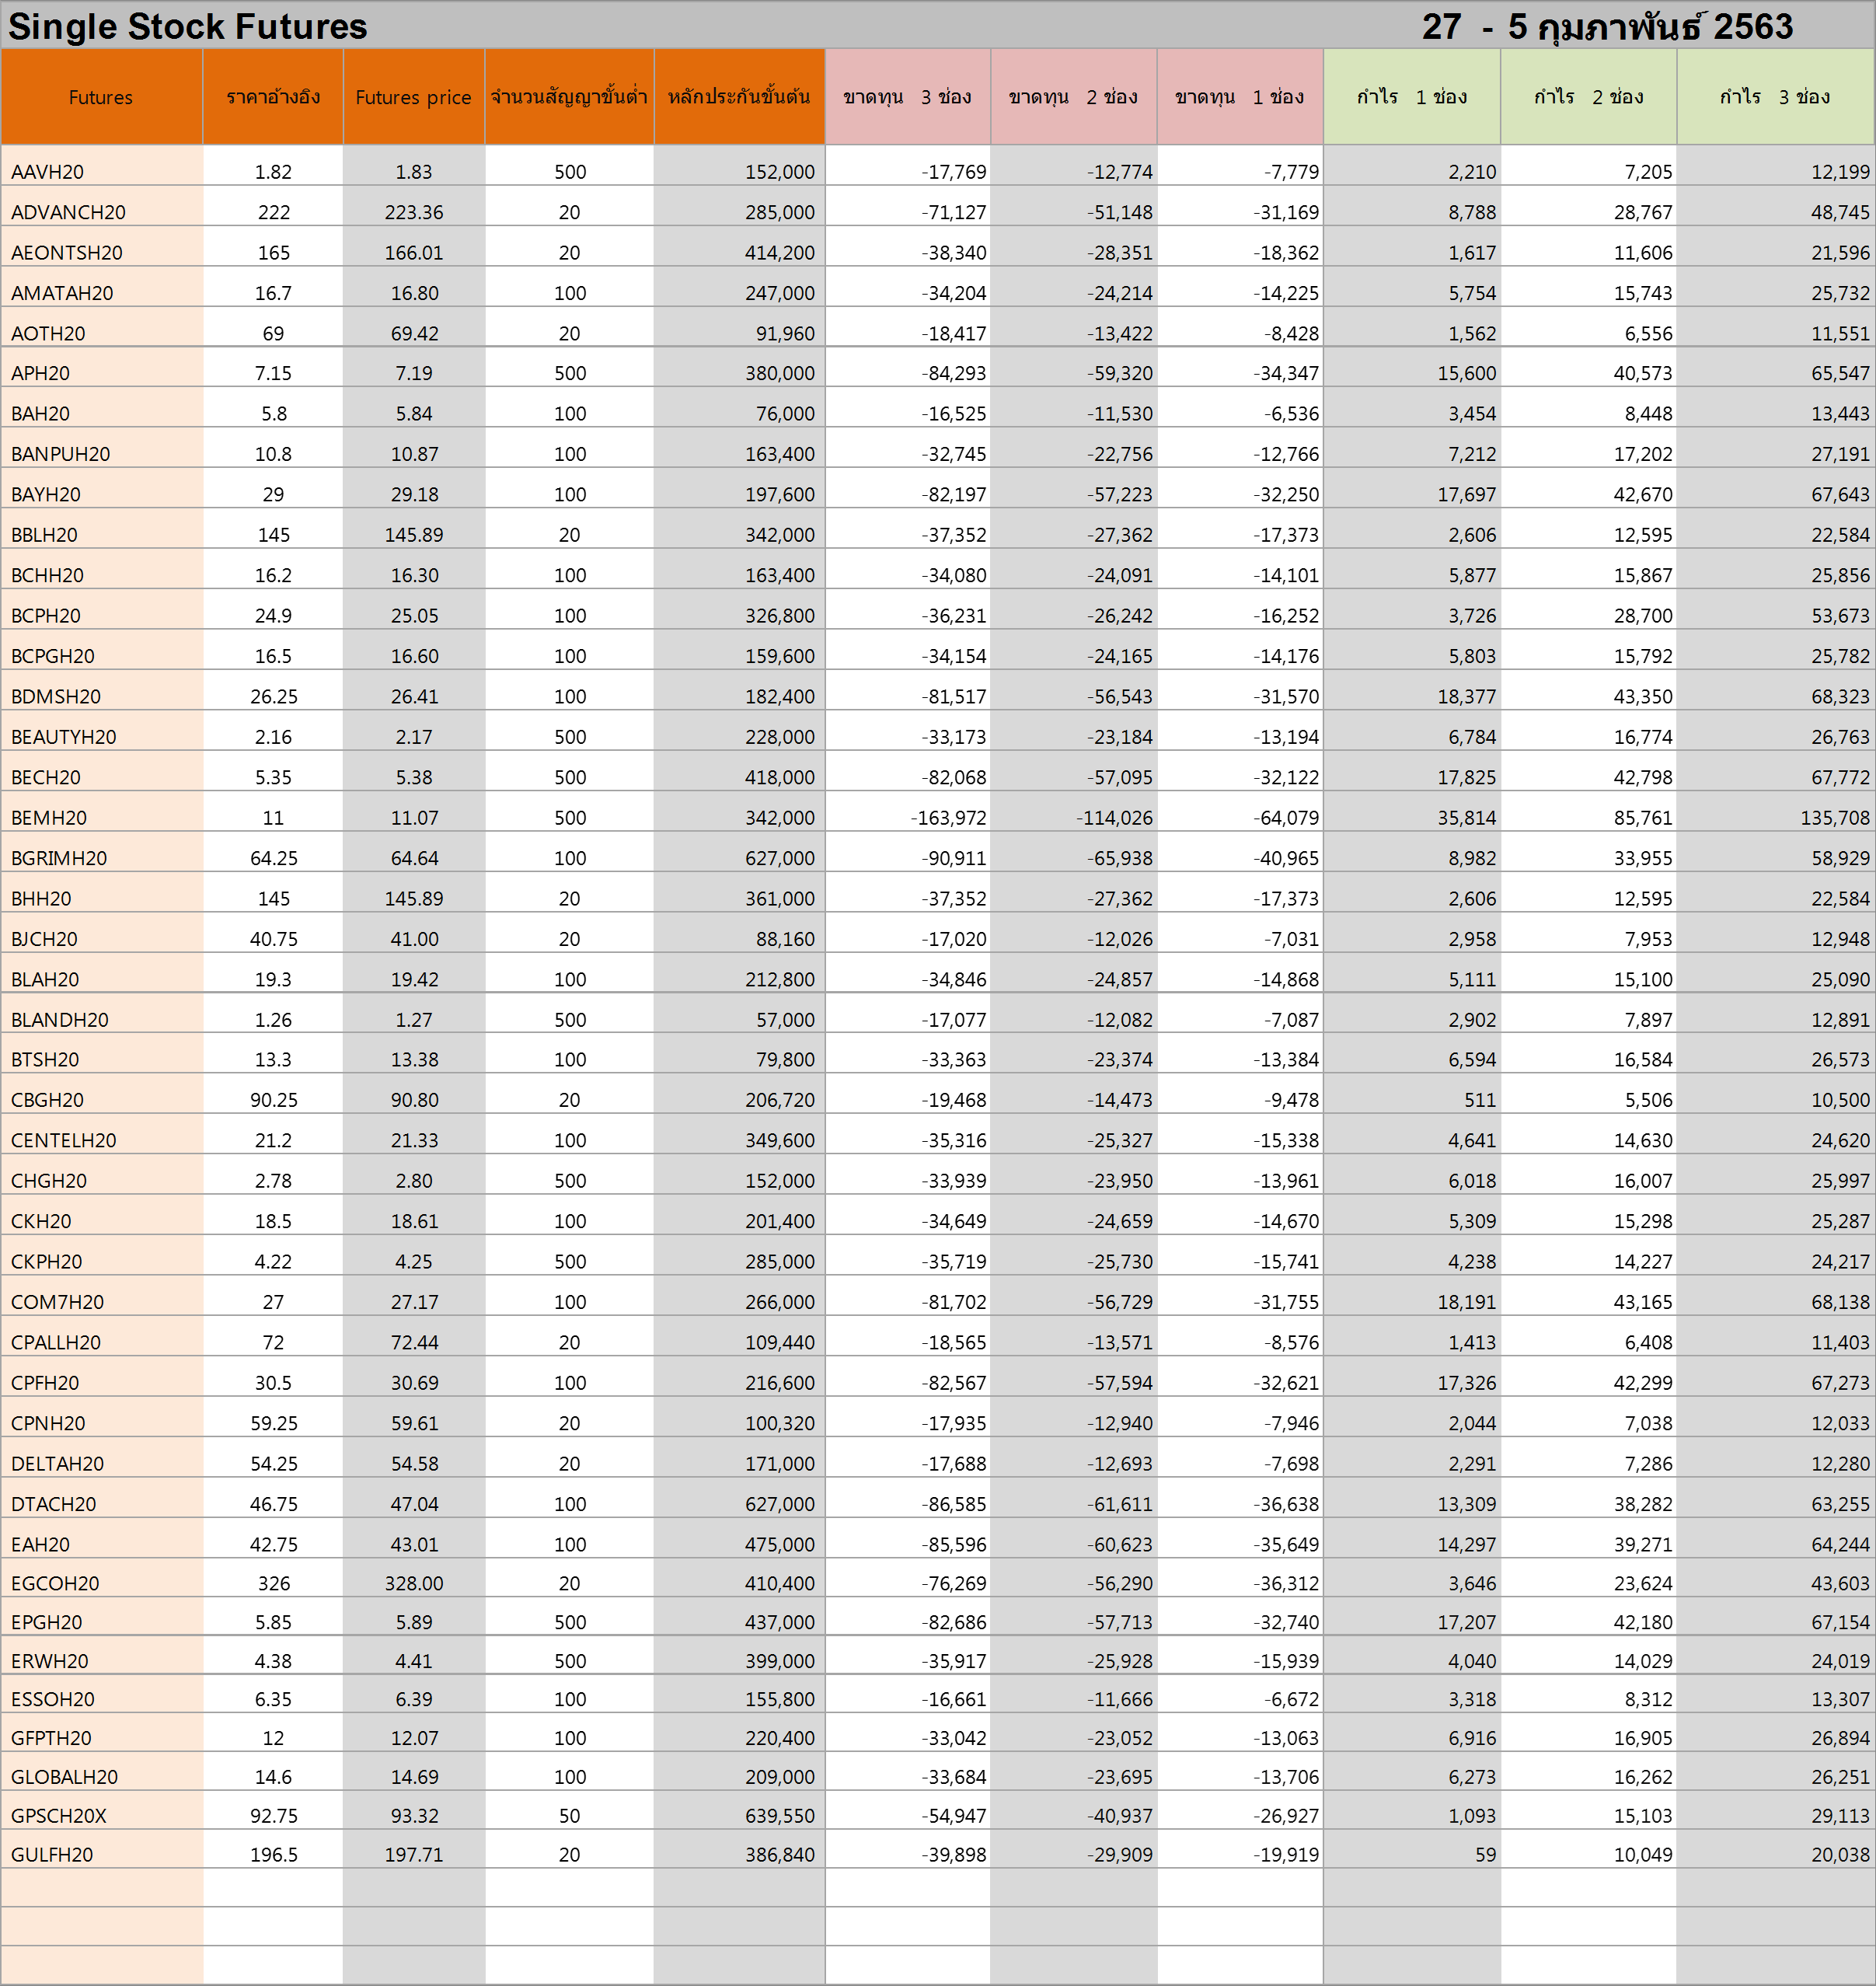 Single Stock Futures 27 - 5 กุมภาพันธ์ 2563
Futures ราคาอ้างอิง Futures price จำนวนสัญญาขั้นต่ำ หลักประกันขั้นต้น ขาดทุน 3 ช่อง ขาดทุน 2 ช่อง ขาดทุน 1 ช่อง กำไร 1 ช่อง กำไร 2 ช่อง กำไร 3 ช่อง
AAVH20 1.82 1.83 500 152,000 -17,769 -12,774 -7,779 2,210 7,205 12,199
ADVANCH20 222 223.36 20 285,000 -71,127 -51,148 -31,169 8,788 28,767 48,745
AEONTSH20 165 166.01 20 414,200 -38,340 -28,351 -18,362 1,617 11,606 21,596
AMATAH20 16.7 16.80 100 247,000 -34,204 -24,214 -14,225 5,754 15,743 25,732
AOTH20 69 69.42 20 91,960 -18,417 -13,422 -8,428 1,562 6,556 11,551
APH20 7.15 7.19 500 380,000 -84,293 -59,320 -34,347 15,600 40,573 65,547
BAH20 5.8 5.84 100 76,000 -16,525 -11,530 -6,536 3,454 8,448 13,443
BANPUH20 10.8 10.87 100 163,400 -32,745 -22,756 -12,766 7,212 17,202 27,191
BAYH20 29 29.18 100 197,600 -82,197 -57,223 -32,250 17,697 42,670 67,643
BBLH20 145 145.89 20 342,000 -37,352 -27,362 -17,373 2,606 12,595 22,584
BCHH20 16.2 16.30 100 163,400 -34,080 -24,091 -14,101 5,877 15,867 25,856
BCPH20 24.9 25.05 100 326,800 -36,231 -26,242 -16,252 3,726 28,700 53,673
BCPGH20 16.5 16.60 100 159,600 -34,154 -24,165 -14,176 5,803 15,792 25,782
BDMSH20 26.25 26.41 100 182,400 -81,517 -56,543 -31,570 18,377 43,350 68,323
BEAUTYH20 2.16 2.17 500 228,000 -33,173 -23,184 -13,194 6,784 16,774 26,763
BECH20 5.35 5.38 500 418,000 -82,068 -57,095 -32,122 17,825 42,798 67,772
BEMH20 11 11.07 500 342,000 -163,972 -114,026 -64,079 35,814 85,761 135,708
BGRIMH20 64.25 64.64 100 627,000 -90,911 -65,938 -40,965 8,982 33,955 58,929
BHH20 145 145.89 20 361,000 -37,352 -27,362 -17,373 2,606 12,595 22,584
BJCH20 40.75 41.00 20 88,160 -17,020 -12,026 -7,031 2,958 7,953 12,948
BLAH20 19.3 19.42 100 212,800 -34,846 -24,857 -14,868 5,111 15,100 25,090
BLANDH20 1.26 1.27 500 57,000 -17,077 -12,082 -7,087 2,902 7,897 12,891
BTSH20 13.3 13.38 100 79,800 -33,363 -23,374 -13,384 6,594 16,584 26,573
CBGH20 90.25 90.80 20 206,720 -19,468 -14,473 -9,478 511 5,506 10,500
CENTELH20 21.2 21.33 100 349,600 -35,316 -25,327 -15,338 4,641 14,630 24,620
CHGH20 2.78 2.80 500 152,000 -33,939 -23,950 -13,961 6,018 16,007 25,997
CKH20 18.5 18.61 100 201,400 -34,649 -24,659 -14,670 5,309 15,298 25,287
CKPH20 4.22 4.25 500 285,000 -35,719 -25,730 -15,741 4,238 14,227 24,217
COM7H20 27 27.17 100 266,000 -81,702 -56,729 -31,755 18,191 43,165 68,138
CPALLH20 72 72.44 20 109,440 -18,565 -13,571 -8,576 1,413 6,408 11,403
CPFH20 30.5 30.69 100 216,600 -82,567 -57,594 -32,621 17,326 42,299 67,273
CPNH20 59.25 59.61 20 100,320 -17,935 -12,940 -7,946 2,044 7,038 12,033
DELTAH20 54.25 54.58 20 171,000 -17,688 -12,693 -7,698 2,291 7,286 12,280
DTACH20 46.75 47.04 100 627,000 -86,585 -61,611 -36,638 13,309 38,282 63,255
EAH20 42.75 43.01 100 475,000 -85,596 -60,623 -35,649 14,297 39,271 64,244
EGCOH20 326 328.00 20 410,400 -76,269 -56,290 -36,312 3,646 23,624 43,603
EPGH20 5.85 5.89 500 437,000 -82,686 -57,713 -32,740 17,207 42,180 67,154
ERWH20 4.38 4.41 500 399,000 -35,917 -25,928 -15,939 4,040 14,029 24,019
ESSOH20 6.35 6.39 100 155,800 -16,661 -11,666 -6,672 3,318 8,312 13,307
GFPTH20 12 12.07 100 220,400 -33,042 -23,052 -13,063 6,916 16,905 26,894
GLOBALH20 14.6 14.69 100 209,000 -33,684 -23,695 -13,706 6,273 16,262 26,251
GPSCH20X 92.75 93.32 50 639,550 -54,947 -40,937 -26,927 1,093 15,103 29,113
GULFH20 196.5 197.71 20 386,840 -39,898 -29,909 -19,919 59 10,049 20,038